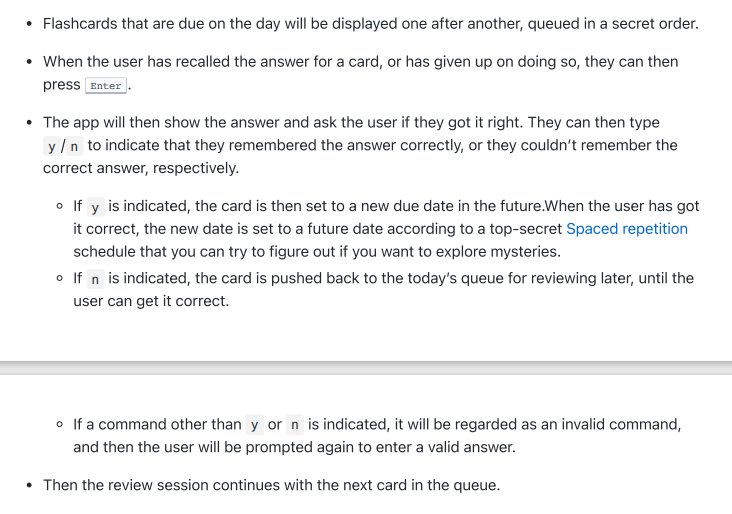 • Flashcards that are due on the day will be displayed one after another, queued in a secret order.
• When the user has recalled the answer for a card, or has given up on doing so, they can then
press Enter.
• The app will then show the answer and ask the user if they got it right. They can then type
y / n to indicate that they remembered the answer correctly, or they couldn't remember the
correct answer, respectively.
◦ If y is indicated, the card is then set to a new due date in the future.When the user has got
it correct, the new date is set to a future date according to a top-secret Spaced repetition
schedule that you can try to figure out if you want to explore mysteries.
◦ If n is indicated, the card is pushed back to the today's queue for reviewing later, until the
user can get it correct.
◦ If a command other than y or n is indicated, it will be regarded as an invalid command,
and then the user will be prompted again to enter a valid answer.
• Then the review session continues with the next card in the queue.